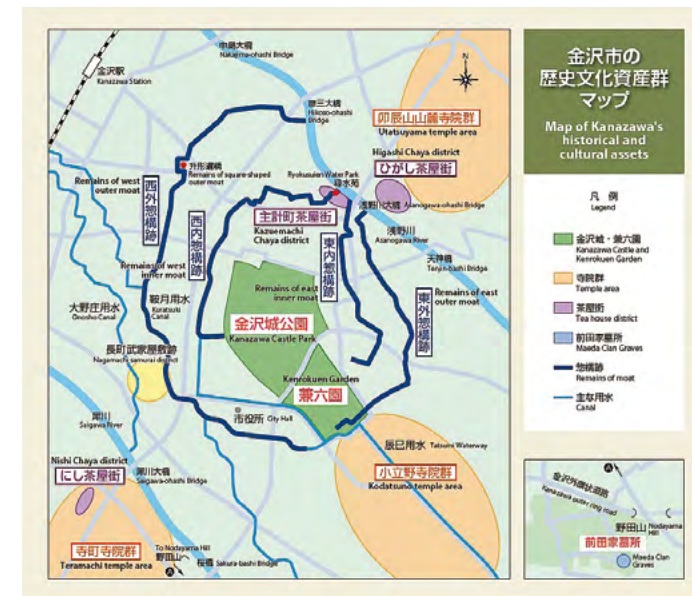 金沢市の
歴史文化資産群
マップ
Map of Kanazawa's
historical and
cultural assets
凡 例
Legend
金沢城・兼六園
Kanazawa Castle and
Kenrokuen Garden
寺院群
Temple area
茶屋街
Tea house district
前田家墓所
Maeda Clan Graves
惣構跡
Remains of moat
主な用水
Canal
中島大橋
Nakajima-ohashi Bridge
金沢駅
Kanazawa Station
N
彦三大橋
Hikoso-ohashi
Bridge
卯辰山山麓寺院群
Utatsuyama temple area
升形遺構
Remains of square-shaped
outer moat
Ryokusuien Water Park
緑水苑
Higashi Chaya district
ひがし茶屋街
Remains of west
outer moat
西外惣構跡
西内惣構跡
Remains of west
inner moat
主計町茶屋街
Kazuemachi
Chaya district
浅野川大橋
Asanogawa-ohashi Bridge
浅野川
Asanogawa River
天神橋
Tenjin-bashi Bridge
東内惣構跡
Remains of east
inner moat
東外惣構跡
Remains of east
outer moat
大野庄用水
Onosho Canal
鞍月用水
Kuratsuki
Canal
金沢城公園
Kanazawa Castle Park
長町武家屋敷跡
Nagamachi samurai district
Kenrokuen Garden
兼六園
市役所 City Hall
犀川
Saigawa River
辰巳用水 Tatsumi Waterway
Nishi Chaya district
にし茶屋街
犀川大橋
Saigawa-ohashi Bridge
小立野寺院群
Kodatsuno temple area
寺町寺院群
Teramachi temple area
To Nodayama Hill
野田山へ
A
桜橋 Sakura-bashi Bridge
A
金沢外環状道路
Kanazawa outer ring road
野田山 Nodayama
Hill
前田家墓所
Maeda Clan
Graves